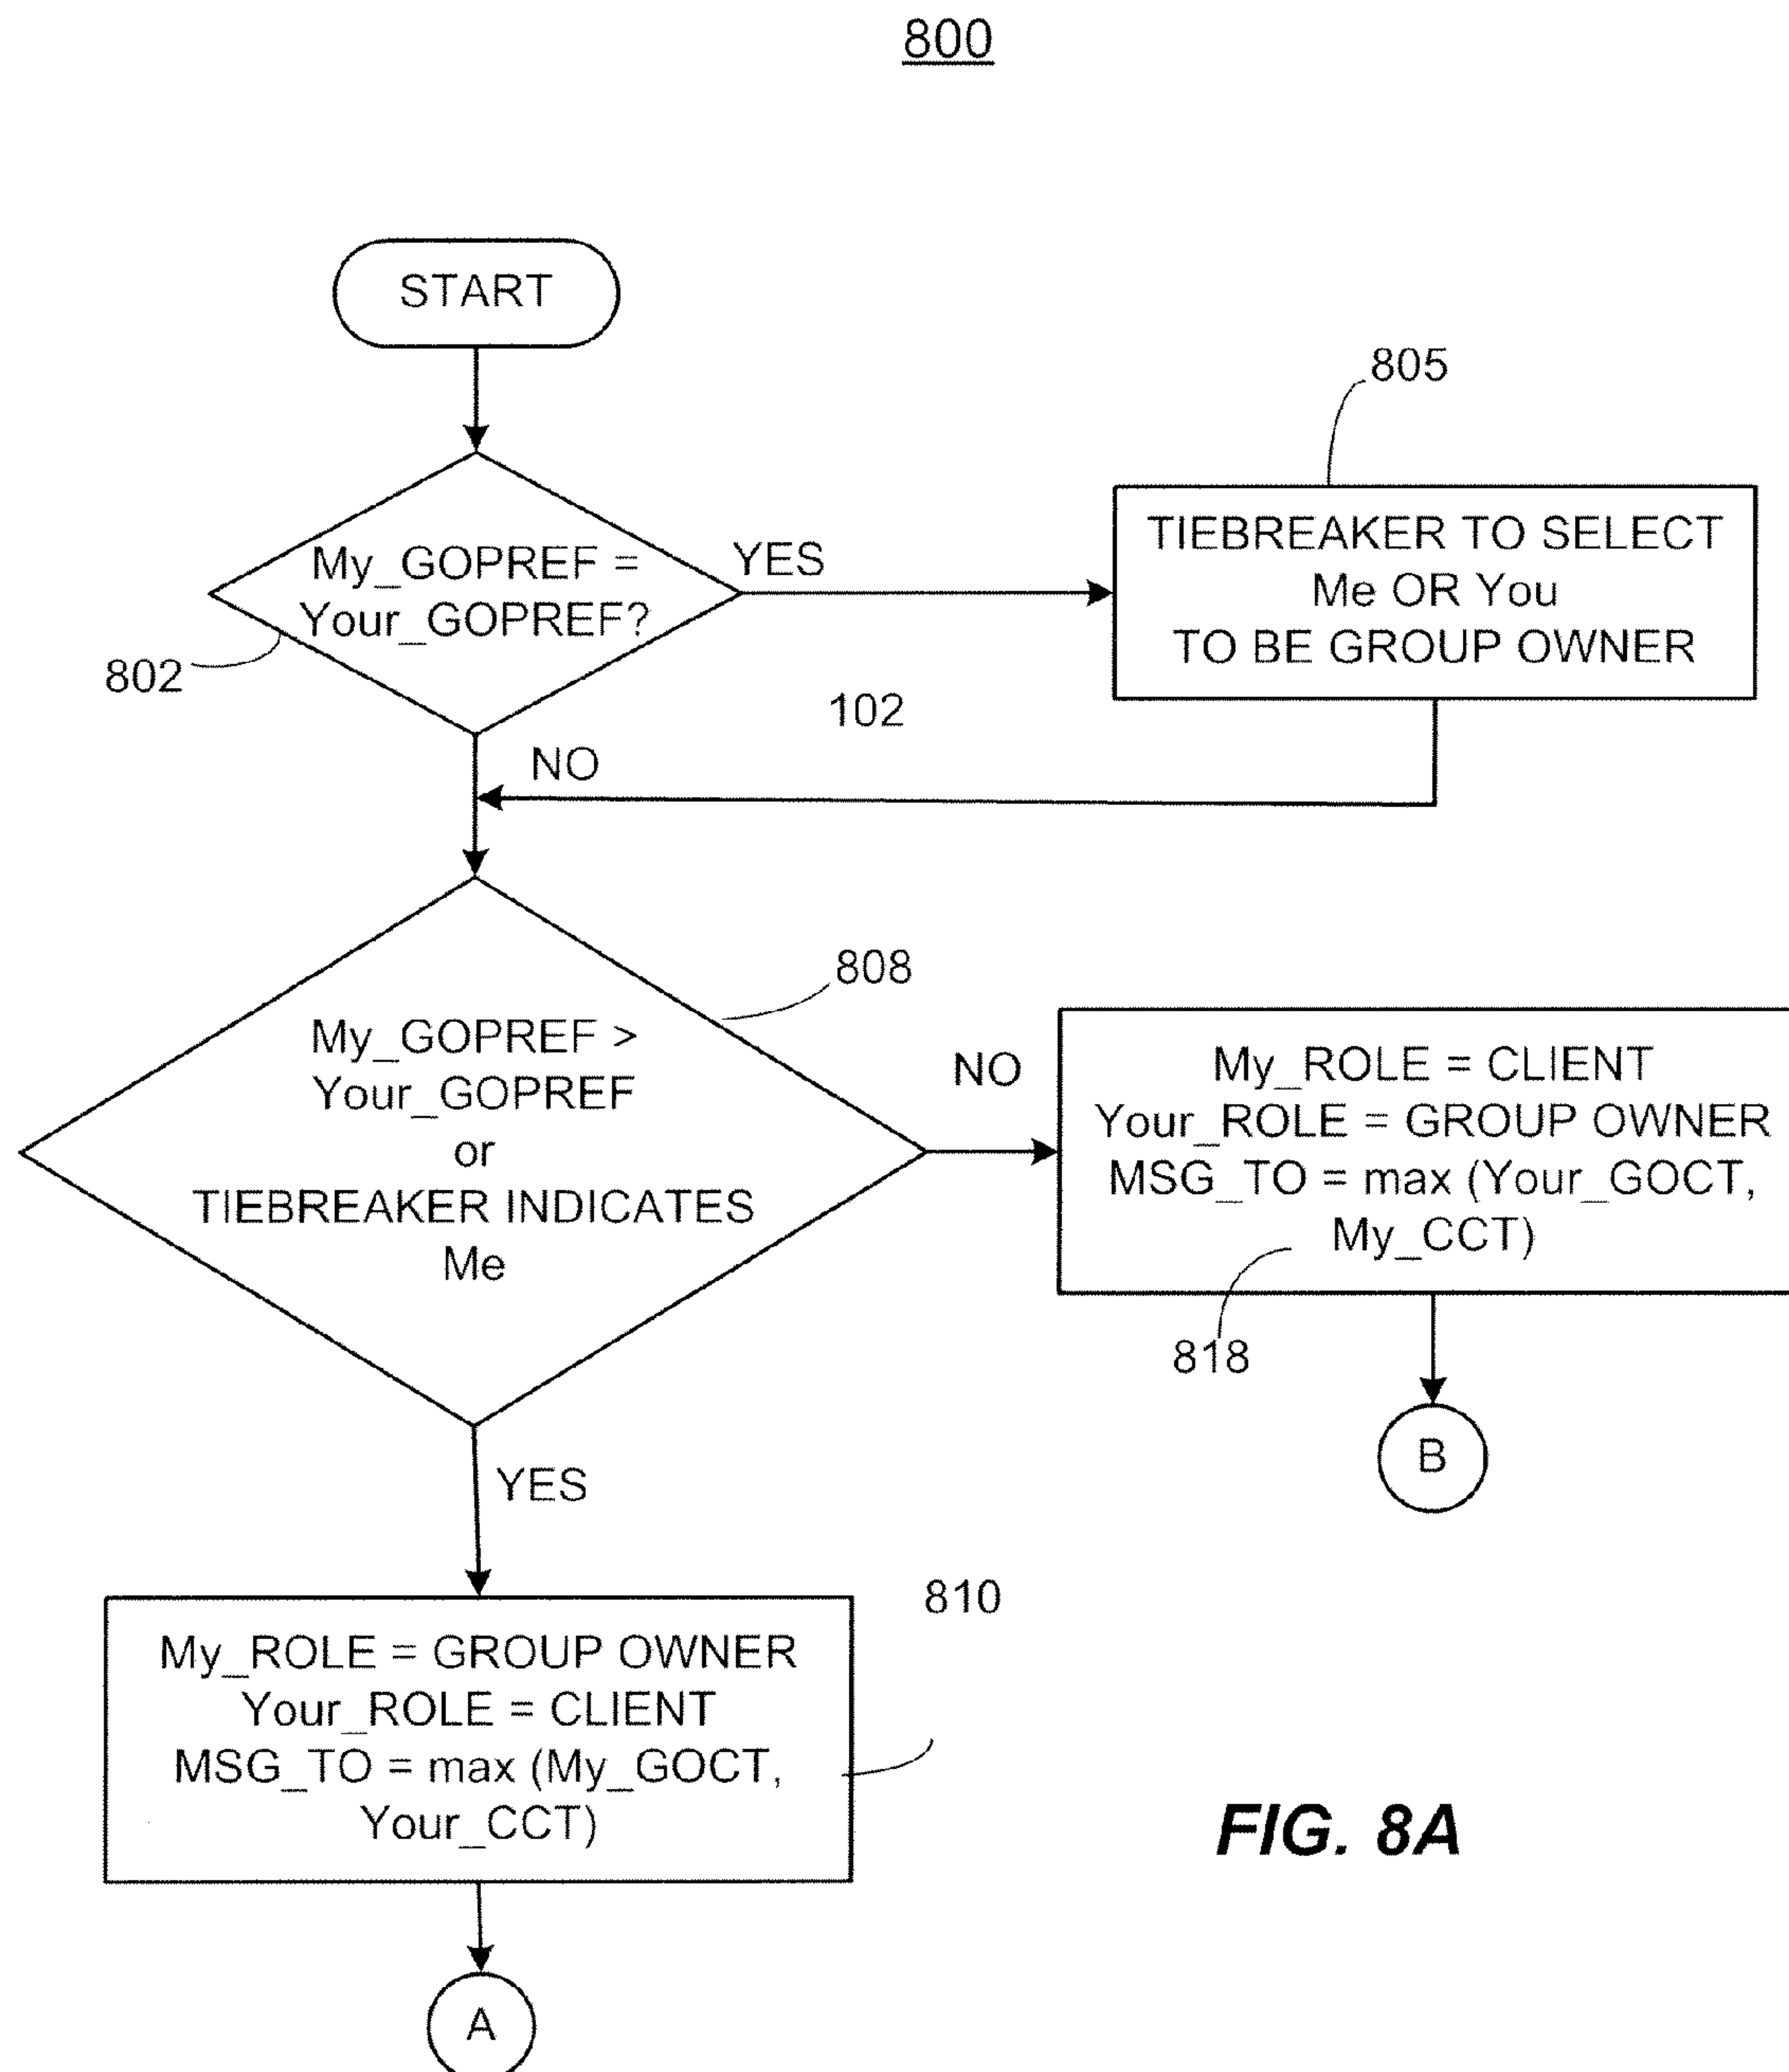 800
START
805
My_GOPREF =
Your_GOPREF?
YES
TIEBREAKER TO SELECT
Me OR You
TO BE GROUP OWNER
802
102
NO
808
My_GOPREF >
Your_GOPREF
or
TIEBREAKER INDICATES
Me
NO
My_ROLE = CLIENT
Your_ROLE = GROUP OWNER
MSG_TO = max (Your_GOCT,
My_CCT)
818
B
YES
810
My_ROLE = GROUP OWNER
Your_ROLE = CLIENT
MSG_TO = max (My_GOCT,
Your_CCT)
FIG. 8A
A